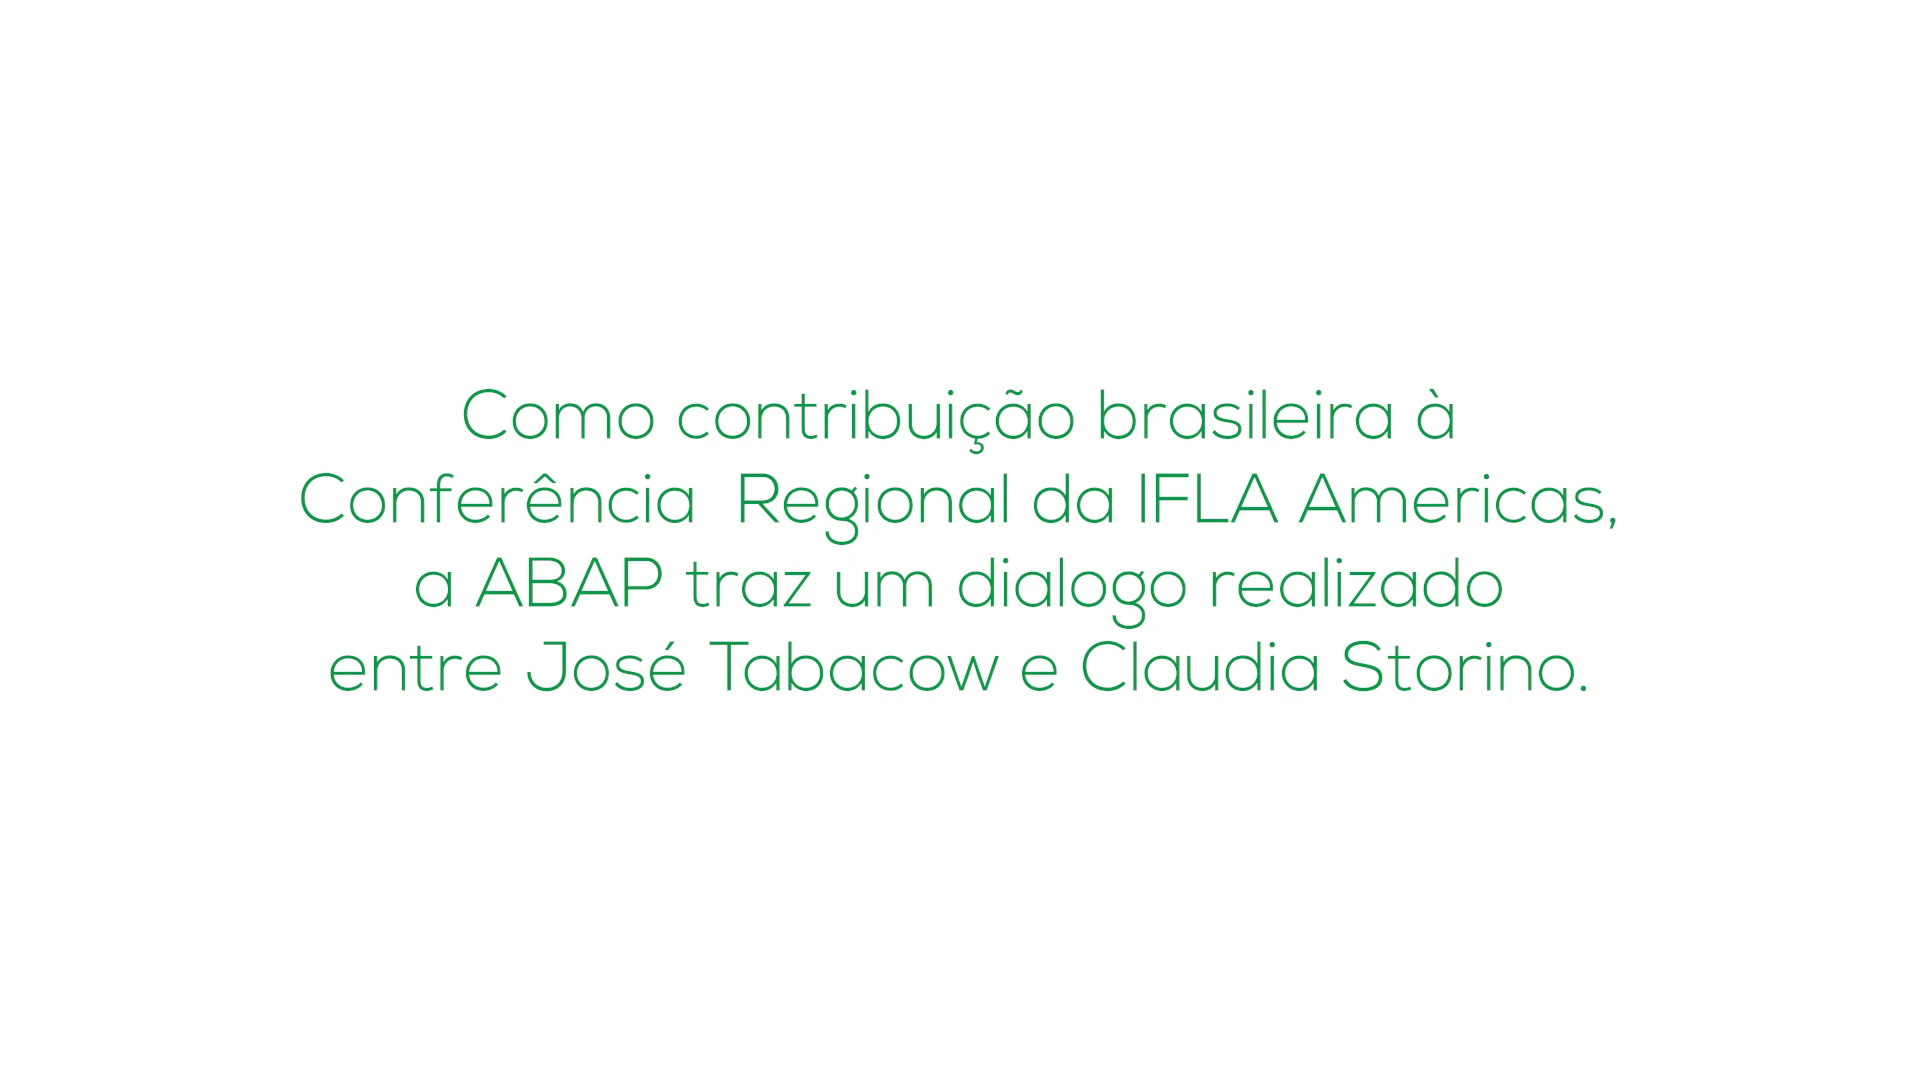 Como contribuição brasileira à
Conferência  Regional da IFLA Americas,
a ABAP traz um dialogo realizado
entre José Tabacow e Claudia Storino.